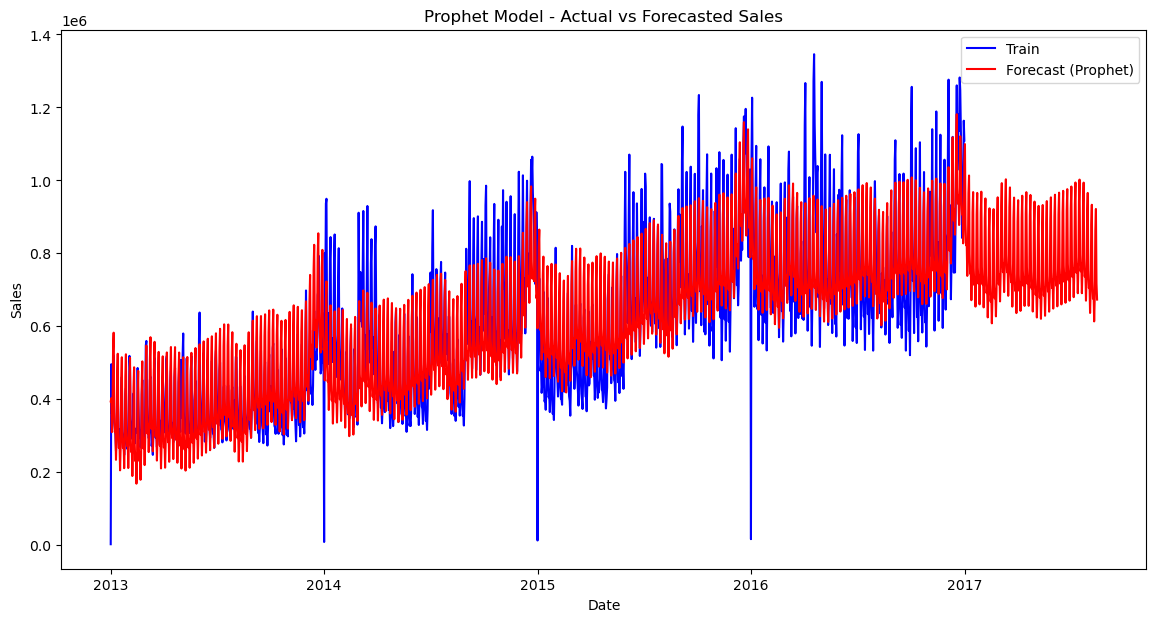 Prophet Model - Actual vs Forecasted Sales
1e6
Train
Forecast (Prophet)
1.4
1.2
1.0
0.8
0.6
0.4
0.2
0.0
Sales
2013 2014 2015 2016 2017
Date